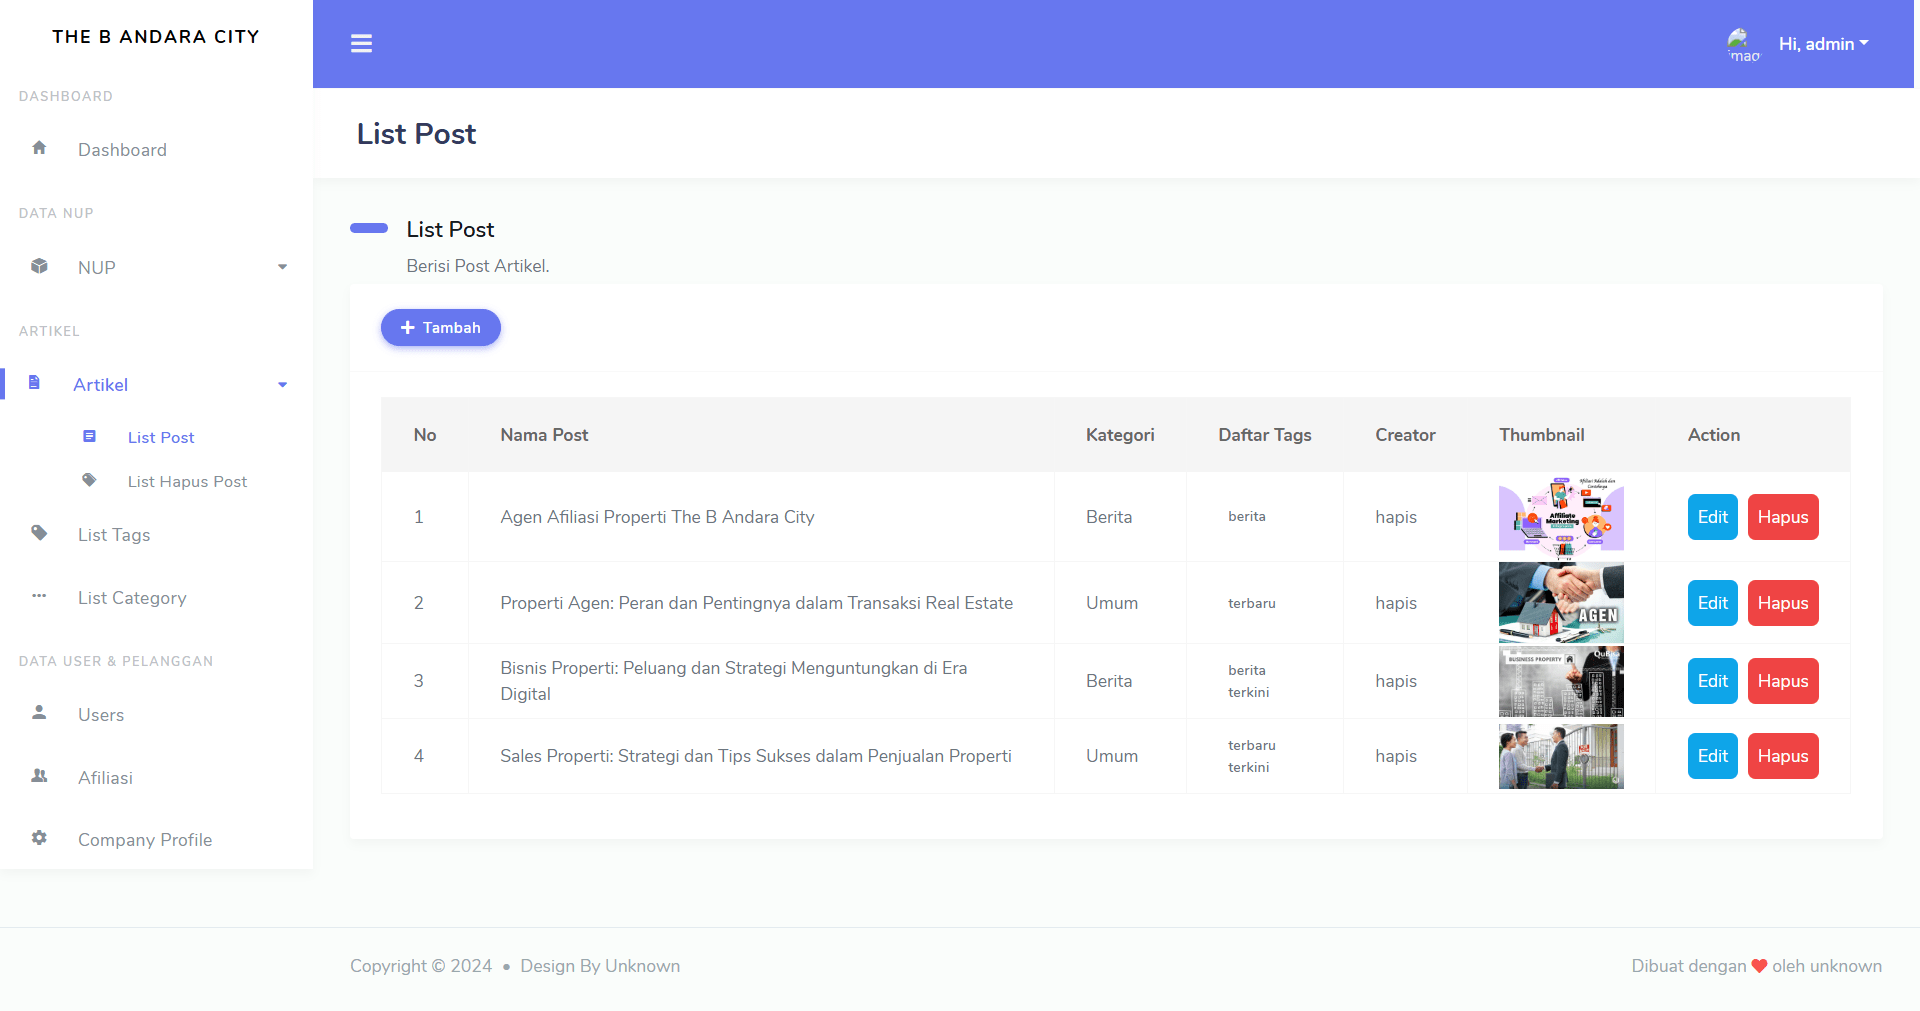 THE B ANDARA CITY
imag
Hi, admin
DASHBOARD
Dashboard
DATA NUP
NUP
ARTIKEL
Artikel
List Post
List Hapus Post
List Tags
List Category
DATA USER & PELANGGAN
Users
Afiliasi
Company Profile
List Post
List Post
Berisi Post Artikel.
Tambah
No Nama Post Kategori Daftar Tags Creator Thumbnail Action
1 Agen Afiliasi Properti The B Andara City Berita berita hapis Edit Hapus
Affiliate
Marketing
2 Properti Agen: Peran dan Pentingnya dalam Transaksi Real Estate Umum terbaru hapis AGEN Edit Hapus
BUSINESS PROPERTY
3 Bisnis Properti: Peluang dan Strategi Menguntungkan di Era
Digital Berita berita
terkini hapis Edit Hapus
4 Sales Properti: Strategi dan Tips Sukses dalam Penjualan Properti Umum terbaru
terkini hapis Edit Hapus
Copyright © 2024 • Design By Unknown
Dibuat dengan ❤ oleh unknown